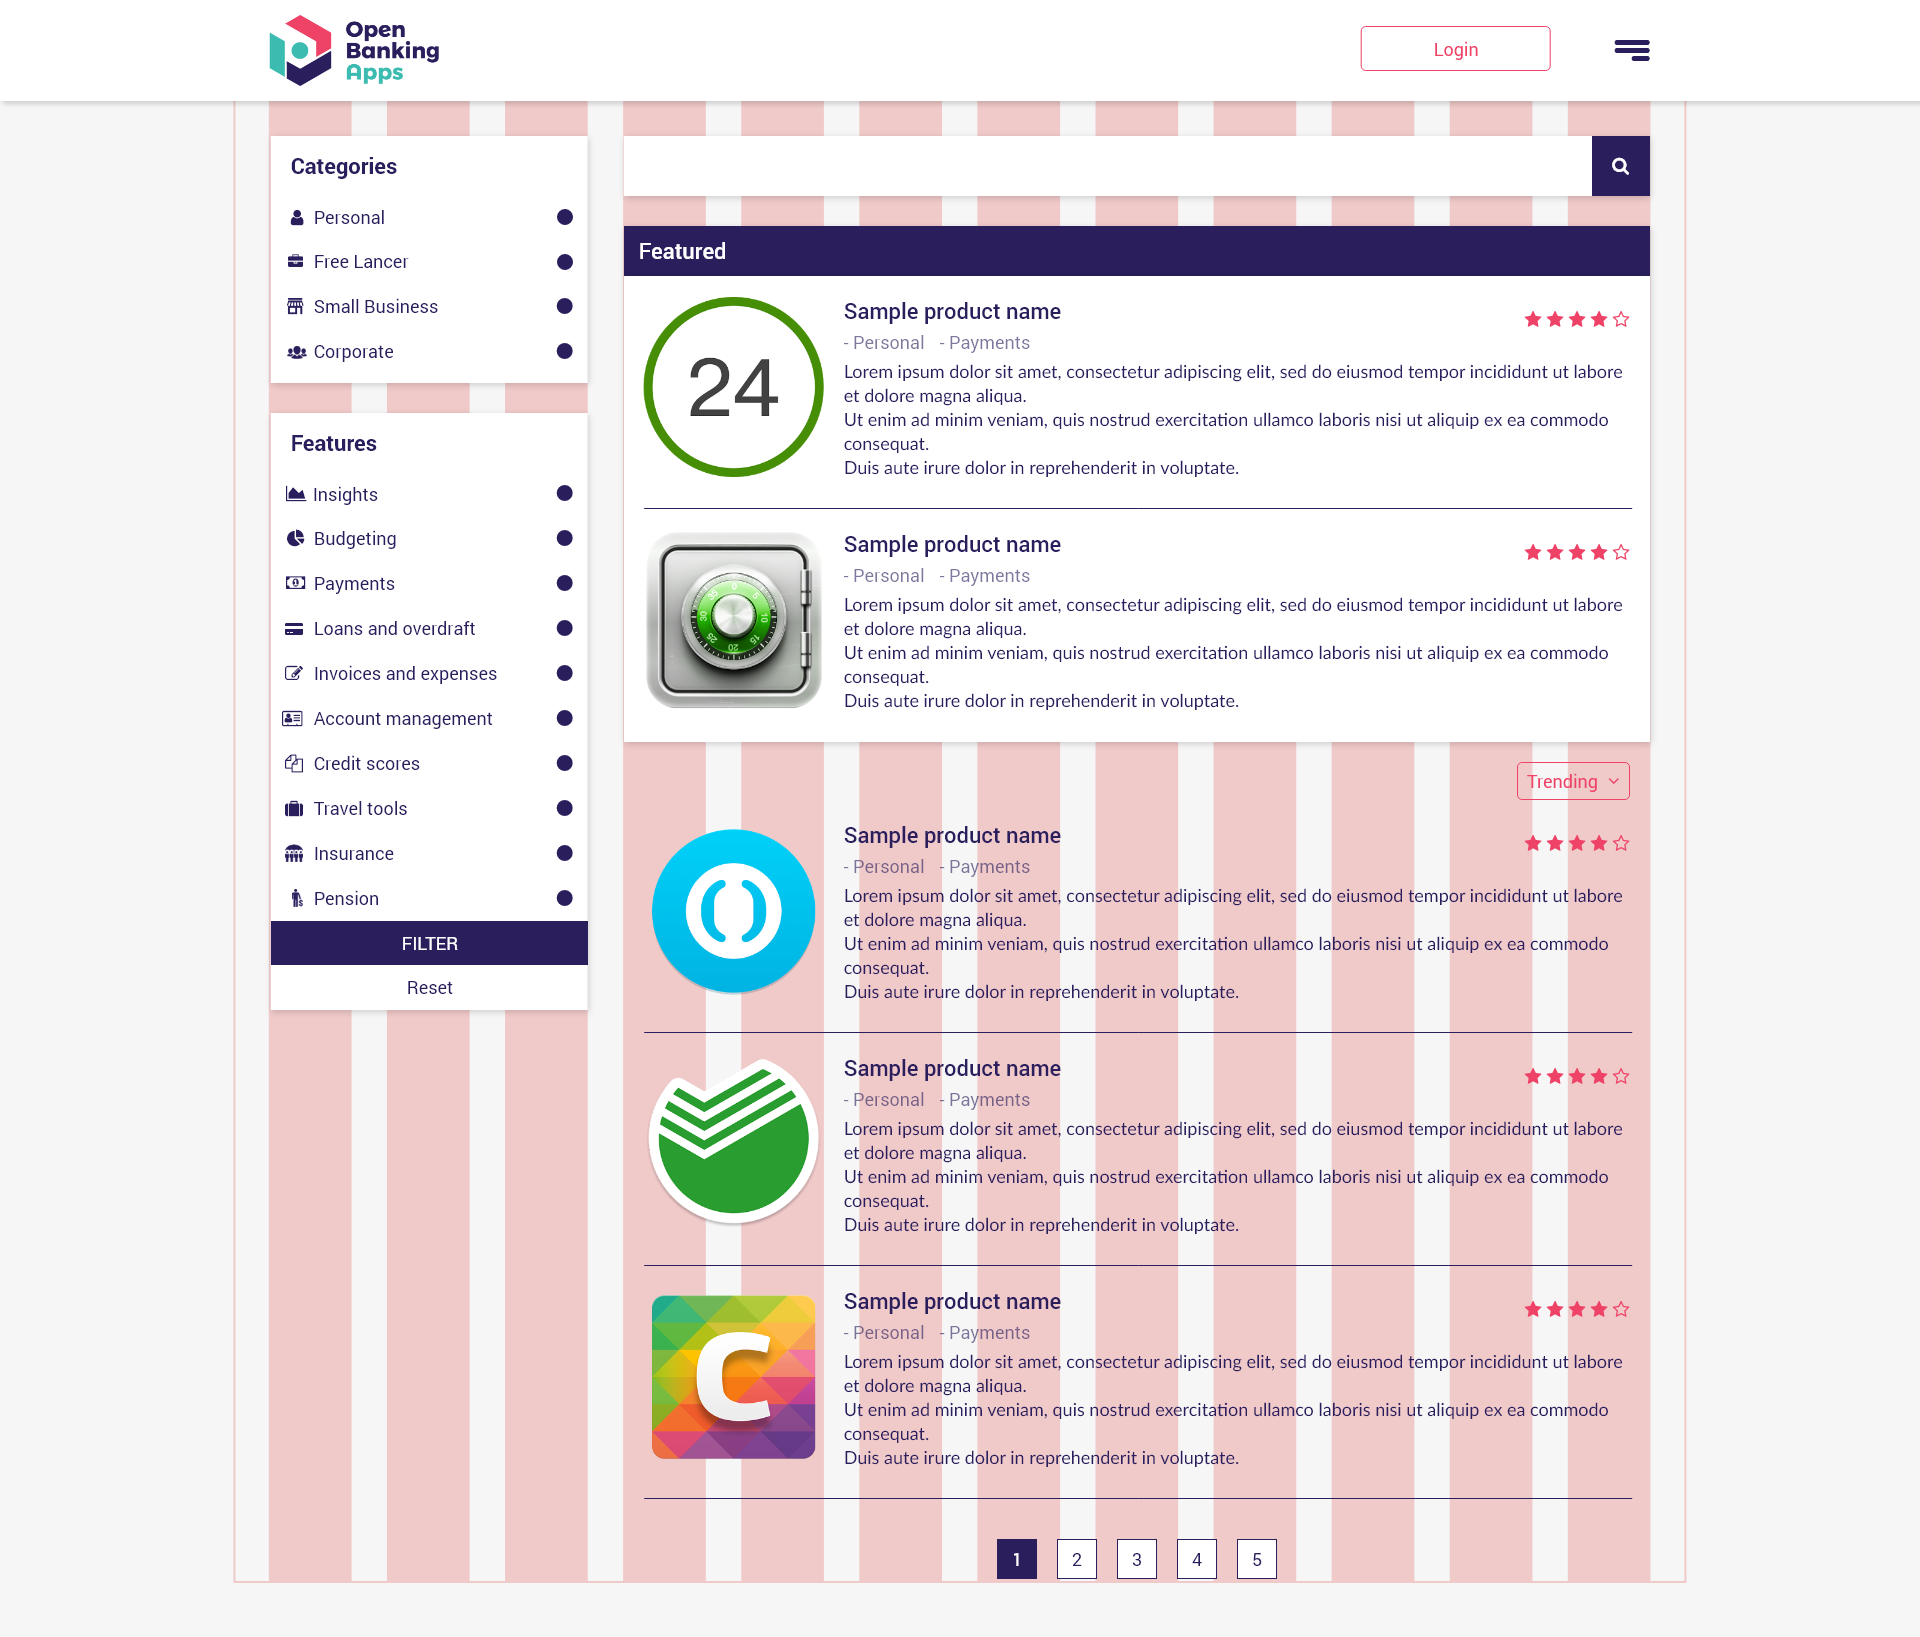 Open
Banking
Apps
Login
Categories
Personal
Free Lancer
Small Business
Corporate
Features
Insights
Budgeting
Payments
Loans and overdraft
Invoices and expenses
Account management
Credit scores
Travel tools
Insurance
Pension
FILTER
Reset
Featured
24
Sample product name
- Personal - Payments
Lorem ipsum dolor sit amet, consectetur adipiscing elit, sed do eiusmod tempor incididunt ut labore
et dolore magna aliqua.
Ut enim ad minim veniam, quis nostrud exercitation ullamco laboris nisi ut aliquip ex ea commodo
consequat.
Duis aute irure dolor in reprehenderit in voluptate.
0 5 10 15 20 25 30 35
Sample product name
- Personal - Payments
Lorem ipsum dolor sit amet, consectetur adipiscing elit, sed do eiusmod tempor incididunt ut labore
et dolore magna aliqua.
Ut enim ad minim veniam, quis nostrud exercitation ullamco laboris nisi ut aliquip ex ea commodo
consequat.
Duis aute irure dolor in reprehenderit in voluptate.
Trending
Sample product name
- Personal - Payments
Lorem ipsum dolor sit amet, consectetur adipiscing elit, sed do eiusmod tempor incididunt ut labore
et dolore magna aliqua.
Ut enim ad minim veniam, quis nostrud exercitation ullamco laboris nisi ut aliquip ex ea commodo
consequat.
Duis aute irure dolor in reprehenderit in voluptate.
Sample product name
- Personal - Payments
Lorem ipsum dolor sit amet, consectetur adipiscing elit, sed do eiusmod tempor incididunt ut labore
et dolore magna aliqua.
Ut enim ad minim veniam, quis nostrud exercitation ullamco laboris nisi ut aliquip ex ea commodo
consequat.
Duis aute irure dolor in reprehenderit in voluptate.
C
Sample product name
- Personal - Payments
Lorem ipsum dolor sit amet, consectetur adipiscing elit, sed do eiusmod tempor incididunt ut labore
et dolore magna aliqua.
Ut enim ad minim veniam, quis nostrud exercitation ullamco laboris nisi ut aliquip ex ea commodo
consequat.
Duis aute irure dolor in reprehenderit in voluptate.
1 2 3 4 5